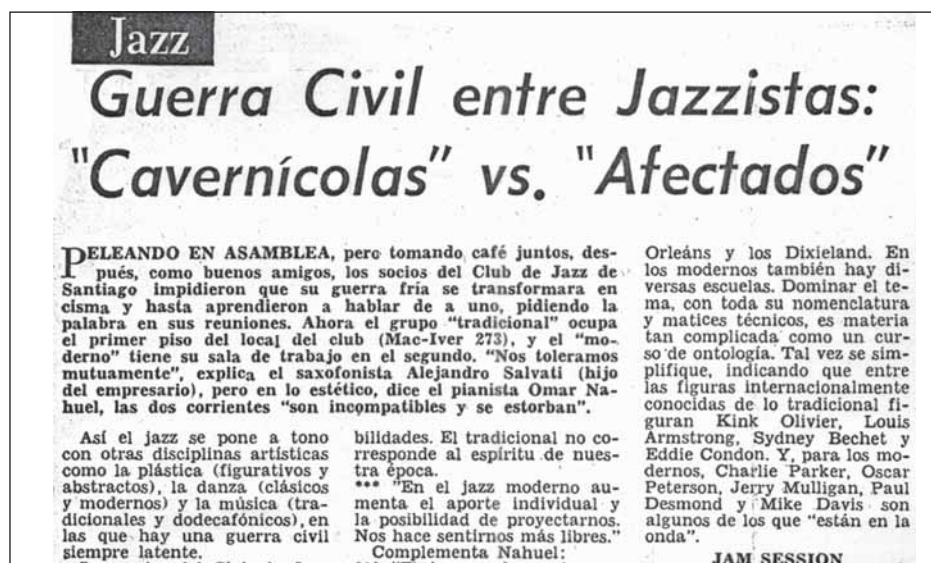 Jazz
Guerra Civil entre Jazzistas:
"Cavernícolas" vs. "Afectados"
PELEANDO EN ASAMBLEA, pero tomando café juntos, des-
pués, como buenos amigos, los socios del Club de Jazz de
Santiago impidieron que su guerra fría se transformara en
cisma y hasta aprendieron a hablar de a uno, pidiendo la
palabra en sus reuniones. Ahora el grupo "tradicional" ocupa
el primer piso del local del club (Mac-Iver 273), y el "mo-
derno" tiene su sala de trabajo en el segundo. "Nos toleramos
mutuamente", explica el saxofonista Alejandro Salvati (hijo
del empresario), pero en lo estético, dice el pianista Omar Na-
huel, las dos corrientes "son incompatibles y se estorban".
Así el jazz se pone a tono
con otras disciplinas artísticas
como la plástica (figurativos y
abstractos), la danza (clásicos
y modernos) y la música (tra-
dicionales y dodecafónicos), en
las que hay una guerra civil
siempre latente.
bilidades. El tradicional no co-
rresponde al espíritu de nues-
tra época.
*** "En el jazz moderno au-
menta el aporte individual y
la posibilidad de proyectarnos.
Nos hace sentirnos más libres."
Complementa Nahuel:
Orleáns y los Dixieland. En
los modernos también hay di-
versas escuelas. Dominar el te-
ma, con toda su nomenclatura
y matices técnicos, es materia
tan complicada como un cur-
so de ontología. Tal vez se sim-
plifique, indicando que entre
las figuras internacionalmente
conocidas de lo tradicional fi-
guran Kink Olivier, Louis
Armstrong, Sydney Bechet y
Eddie Condon. Y, para los mo-
dernos, Charlie Parker, Oscar
Peterson, Jerry Mulligan, Paul
Desmond y Mike Davis son
algunos de los que "están en la
onda".
JAM SESSION